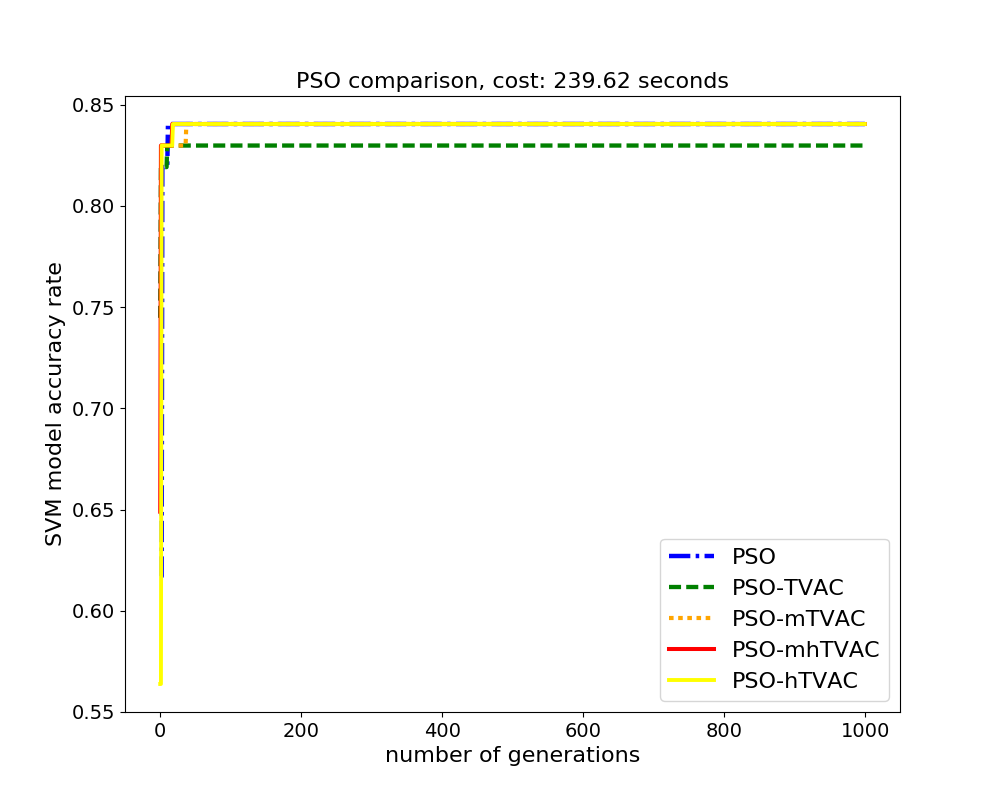 PSO comparison, cost: 239.62 seconds
0.85
0.80
0.75
0.70
0.65
0.60
0.55
SVM model accuracy rate
PSO
PSO-TVAC
PSO-mTVAC
PSO-mhTVAC
PSO-hTVAC
0 200 400 600 800 1000
number of generations